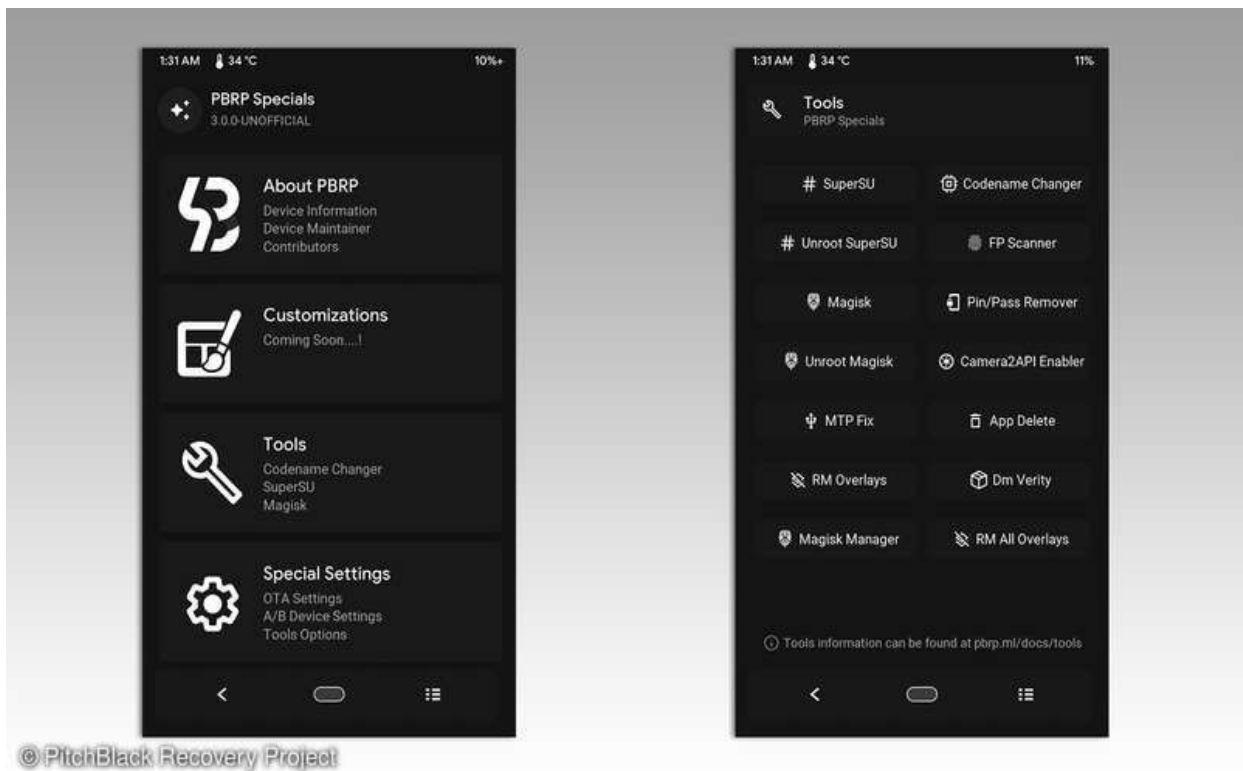 1:31 AM 34 °C 10%+
PBRP Specials
3.0.0-UNOFFICIAL
About PBRP
Device Information
Device Maintainer
Contributors
Customizations
Coming Soon....!
Tools
Codename Changer
SuperSU
Magisk
Special Settings
OTA Settings
A/B Device Settings
Tools Options
1:31 AM 34 °C 11%
Tools
PBRP Specials
# SuperSU
Codename Changer
# Unroot SuperSU
FP Scanner
Magisk
Pin/Pass Remover
Unroot Magisk
Camera2API Enabler
MTP Fix
App Delete
RM Overlays
Dm Verity
Magisk Manager
RM All Overlays
Tools information can be found at pbrp.ml/docs/tools
© PitchBlack Recovery Project